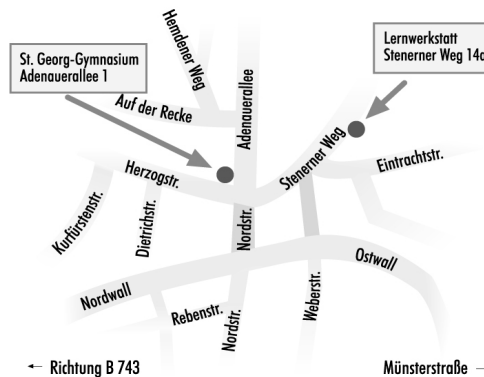 St. Georg-Gymnasium
Adenauerallee 1
Hemdener Weg
Lernwerkstatt
Stenerner Weg 14a
Auf der Recke
Adenauerallee
Stenerner Weg
Eintrachtstr.
Herzogstr.
Kurfürstenstr.
Dietrichstr.
Nordstr.
Ostwall
Nordwall
Rebenstr.
Nordstr.
Weberstr.
← Richtung B 743
Münsterstraße